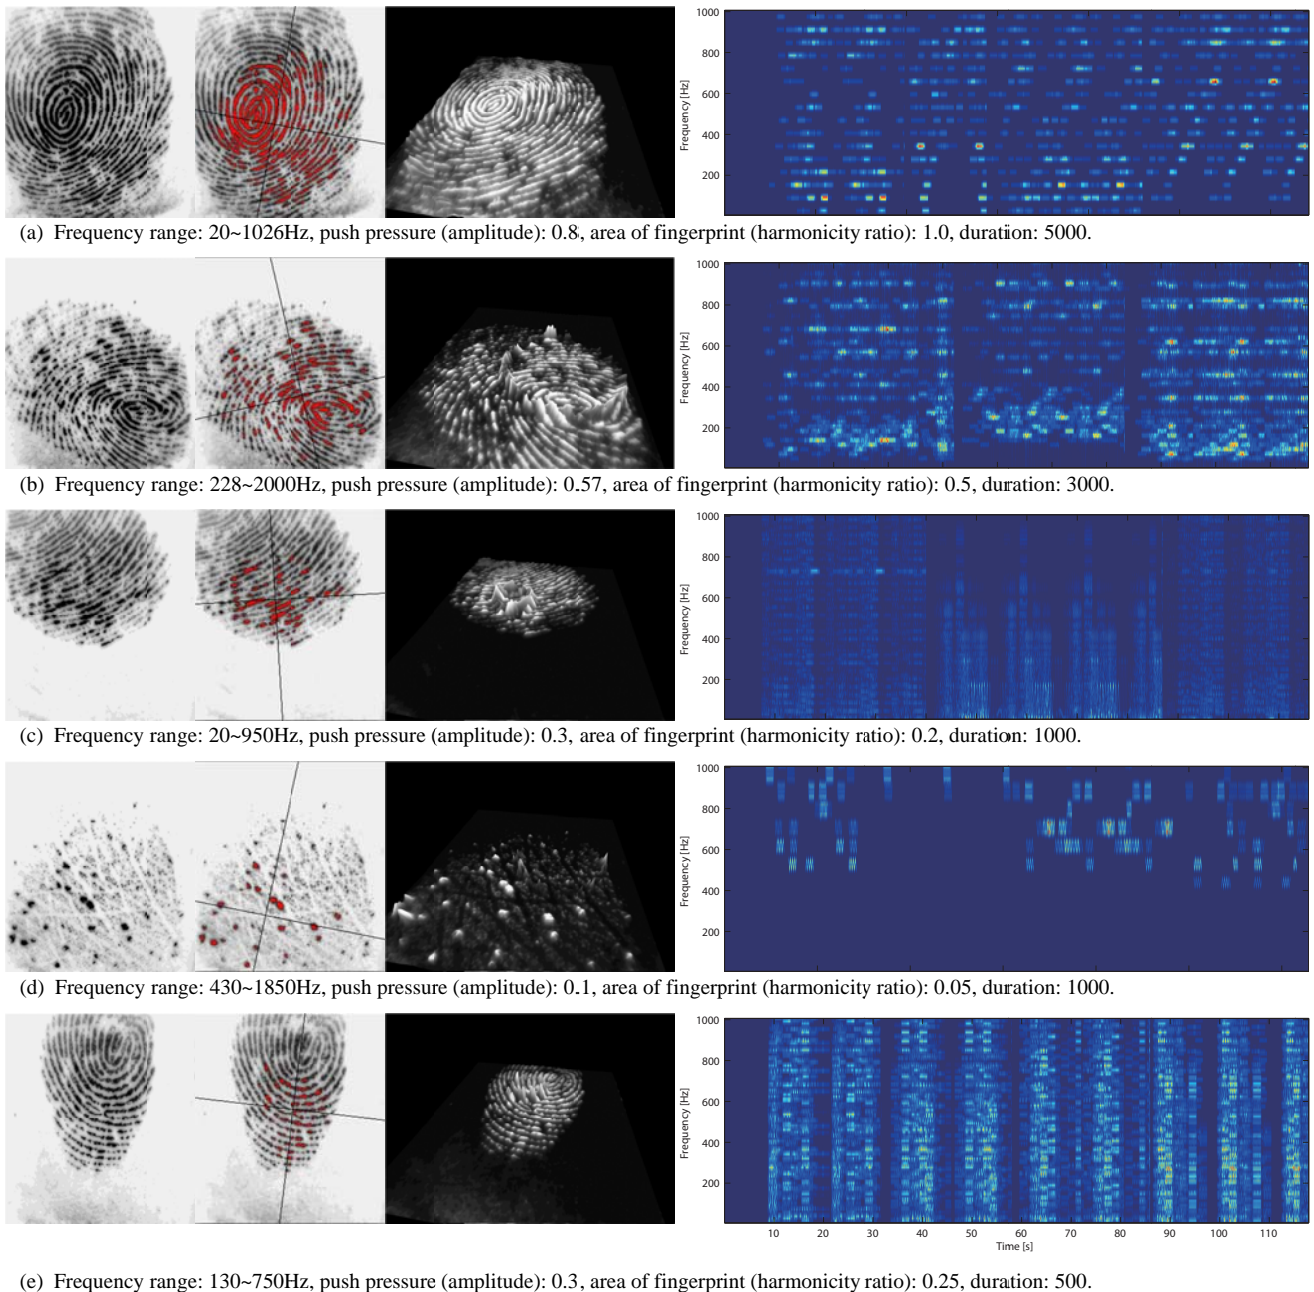 1000
800
600
400
200
Frequency [Hz]
(a) Frequency range: 20~1026Hz, push pressure (amplitude): 0.8, area of fingerprint (harmonicity ratio): 1.0, duration: 5000.
1000
800
600
400
200
Frequency [Hz]
(b) Frequency range: 228~2000Hz, push pressure (amplitude): 0.57, area of fingerprint (harmonicity ratio): 0.5, duration: 3000.
1000
800
600
400
200
Frequency [Hz]
(c) Frequency range: 20~950Hz, push pressure (amplitude): 0.3, area of fingerprint (harmonicity ratio): 0.2, duration: 1000.
1000
800
600
400
200
Frequency [Hz]
(d) Frequency range: 430~1850Hz, push pressure (amplitude): 0.1, area of fingerprint (harmonicity ratio): 0.05, duration: 1000.
1000
800
600
400
200
Frequency [Hz]
10 20 30 40 50 60 70 80 90 100 110
Time [s]
(e) Frequency range: 130~750Hz, push pressure (amplitude): 0.3, area of fingerprint (harmonicity ratio): 0.25, duration: 500.